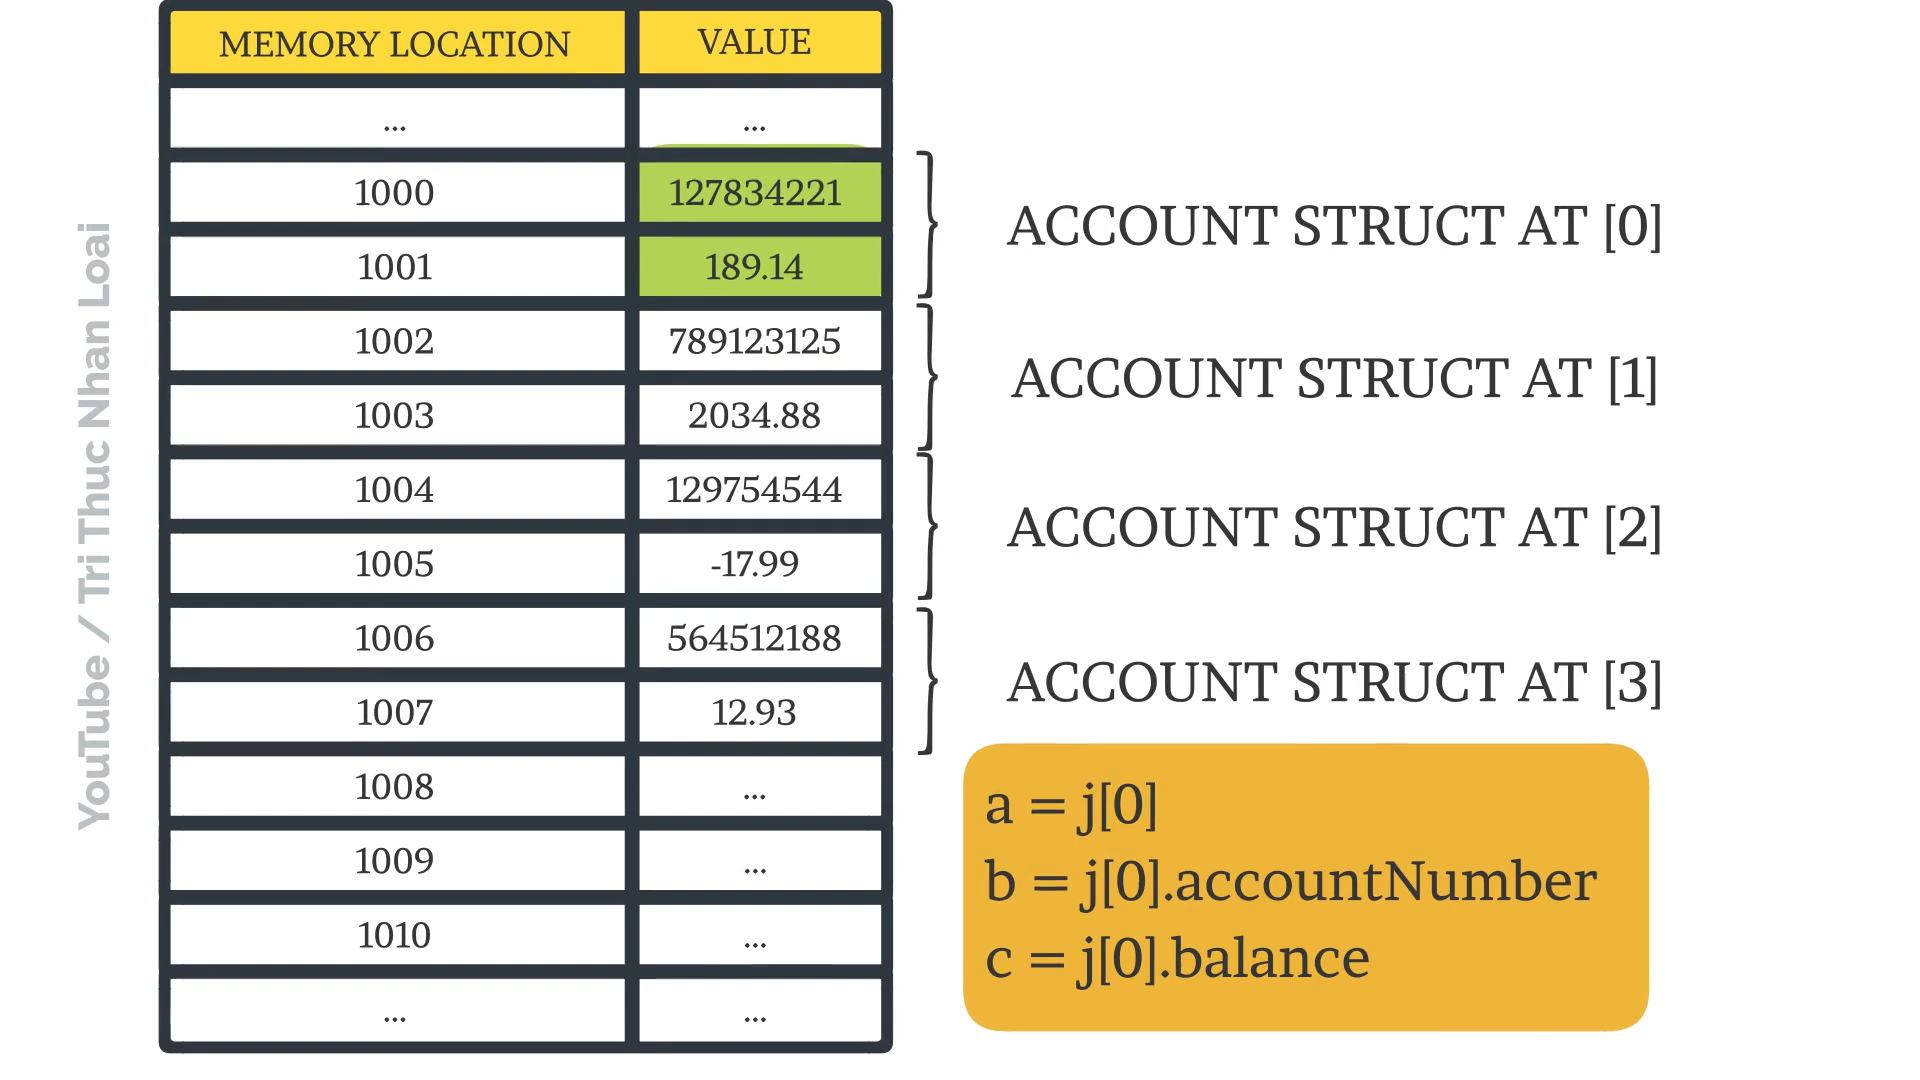 MEMORY LOCATION VALUE
... ...
1000 127834221
1001 189.14
1002 789123125
1003 2034.88
1004 129754544
1005 -17.99
1006 564512188
1007 12.93
1008 ...
1009 ...
1010 ...
... ...
ACCOUNT STRUCT AT [0]
ACCOUNT STRUCT AT [1]
ACCOUNT STRUCT AT [2]
ACCOUNT STRUCT AT [3]
a = j[0]
b = j[0].accountNumber
c = j[0].balance
YouTube / Tri Thuc Nhan Loai